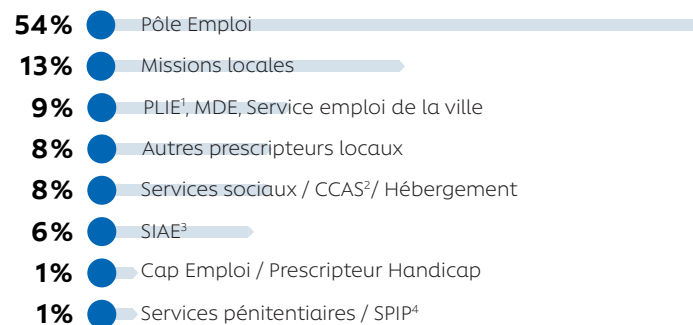 54% Pôle Emploi
13% Missions locales
9% PLIE¹, MDE, Service emploi de la ville
8% Autres prescripteurs locaux
8% Services sociaux / CCAS²/ Hébergement
6% SIAE³
1% Cap Emploi / Prescripteur Handicap
1% Services pénitentiaires / SPIP⁴